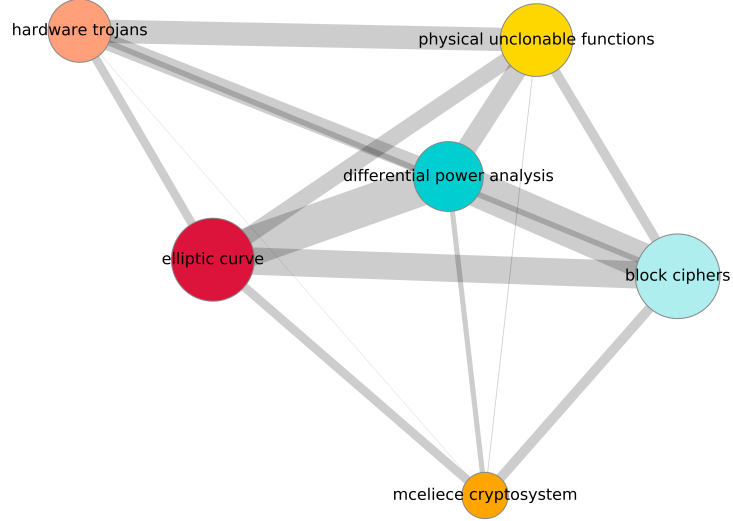 hardware trojans
physical unclonable functions
differential power analysis
elliptic curve
block ciphers
mceliece cryptosystem